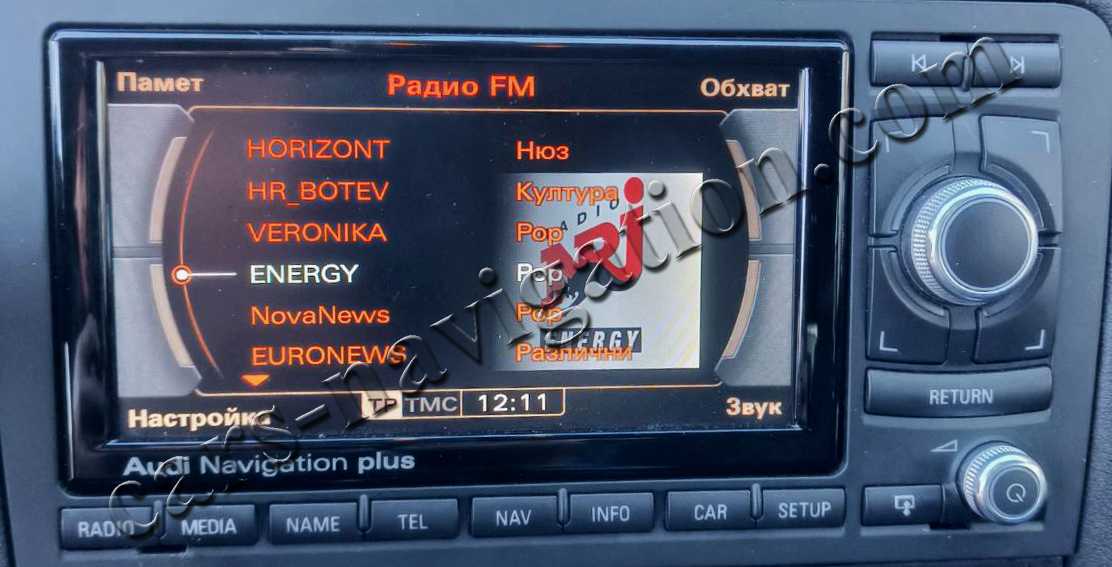 Памет Радио FM Обхват
HORIZONT Нюз
HR_BOTEV Култура
VERONIKA Pop
ENERGY Pop
NovaNews Pop
EURONEWS Различни
RADIO
NRJ
ENERGY
Настройка TP TMC 12:11 Звук
Audi Navigation plus
RADIO MEDIA NAME TEL NAV INFO CAR SETUP
RETURN
cars-navigation.com